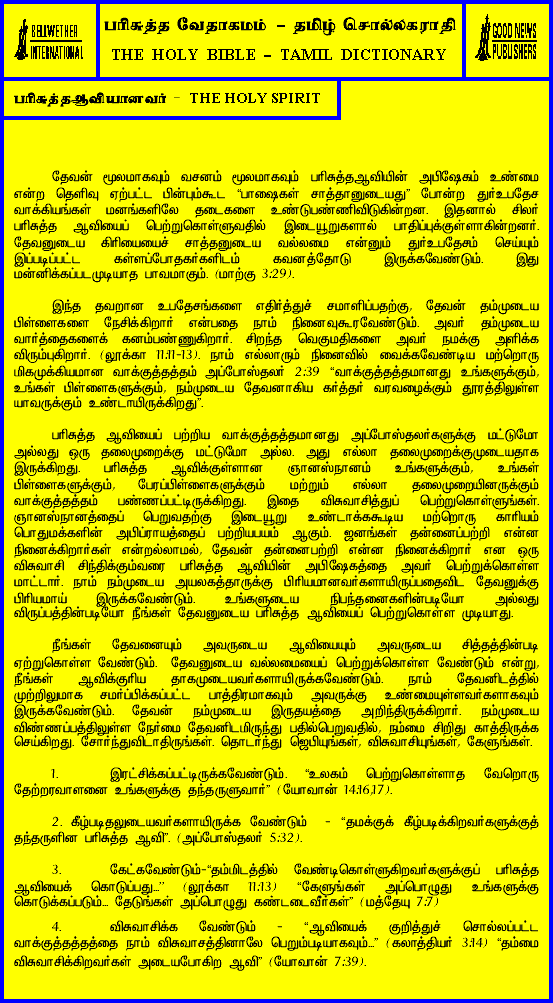 BELLWETHER
INTERNATIONAL
பரிசுத்த வேதாகமம் – தமிழ் சொல்லகராதி
THE HOLY BIBLE – TAMIL DICTIONARY
GOOD NEWS
PUBLISHERS
பரிசுத்தஆவியானவர் – THE HOLY SPIRIT
தேவன் மூலமாகவும் வசனம் மூலமாகவும் பரிசுத்தஆவியின் அபிஷேகம் உண்மை
என்ற தெளிவு ஏற்பட்ட பின்பும்கூட “பாஷைகள் சாத்தானுடையது” போன்ற துர்உபதேச
வாக்கியங்கள் மனங்களிலே தடைகளை உண்டுபண்ணிவிடுகின்றன. இதனால் சிலர்
பரிசுத்த ஆவியைப் பெற்றுகொள்ளுவதில் இடையூறுகளால் பாதிப்புக்குள்ளாகின்றனர்.
தேவனுடைய கிரியையைச் சாத்தனுடைய வல்லமை என்னும் துர்உபதேசம் செய்யும்
இப்படிப்பட்ட கள்ளப்போதகர்களிடம் கவனத்தோடு இருக்கவேண்டும். இது
மன்னிக்கப்படமுடியாத பாவமாகும். (மாற்கு 3:29).
இந்த தவறான உபதேசங்களை எதிர்த்துச் சமாளிப்பதற்கு, தேவன் தம்முடைய
பிள்ளைகளை நேசிக்கிறார் என்பதை நாம் நினைவுகூரவேண்டும். அவர் தம்முடைய
வார்த்தைகளைக் கனம்பண்ணுகிறார். சிறந்த வெகுமதிகளை அவர் நமக்கு அளிக்க
விரும்புகிறார். (லூக்கா 11:11-13). நாம் எல்லாரும் நினைவில் வைக்கவேண்டிய மற்றொரு
மிகமுக்கியமான வாக்குத்தத்தம் அப்போஸ்தலர் 2:39 “வாக்குத்தத்தமானது உங்களுக்கும்,
உங்கள் பிள்ளைகளுக்கும், நம்முடைய தேவனாகிய கர்த்தர் வரவழைக்கும் தூரத்திலுள்ள
யாவருக்கும் உண்டாயிருக்கிறது”.
பரிசுத்த ஆவியைப் பற்றிய வாக்குத்தத்தமானது அப்போஸ்தலர்களுக்கு மட்டுமோ
அல்லது ஒரு தலைமுறைக்கு மட்டுமோ அல்ல. அது எல்லா தலைமுறைக்குமுடையதாக
இருக்கிறது. பரிசுத்த ஆவிக்குள்ளான ஞானஸ்நானம் உங்களுக்கும், உங்கள்
பிள்ளைகளுக்கும், பேரப்பிள்ளைகளுக்கும் மற்றும் எல்லா தலைமுறையினருக்கும்
வாக்குத்தத்தம் பண்ணப்பட்டிருக்கிறது. இதை விசுவாசித்துப் பெற்றுகொள்ளுங்கள்.
ஞானஸ்நானத்தைப் பெறுவதற்கு இடையூறு உண்டாக்ககூடிய மற்றொரு காரியம்
பொதுமக்களின் அபிப்ராயத்தைப் பற்றியபயம் ஆகும். ஜனங்கள் தன்னைப்பற்றி என்ன
நினைக்கிறார்கள் என்றல்லாமல், தேவன் தன்னைபற்றி என்ன நினைக்கிறார் என ஒரு
விசுவாசி சிந்திக்கும்வரை பரிசுத்த ஆவியின் அபிஷேகத்தை அவர் பெற்றுக்கொள்ள
மாட்டார். நாம் நம்முடைய அயலகத்தாருக்கு பிரியமானவர்களாயிருப்பதைவிட தேவனுக்கு
பிரியமாய் இருக்கவேண்டும். உங்களுடைய நிபந்தனைகளின்படியோ அல்லது
விருப்பத்தின்படியோ நீங்கள் தேவனுடைய பரிசுத்த ஆவியைப் பெற்றுகொள்ள முடியாது.
நீங்கள் தேவனையும் அவருடைய ஆவியையும் அவருடைய சித்தத்தின்படி
ஏற்றுகொள்ள வேண்டும். தேவனுடைய வல்லமையைப் பெற்றுக்கொள்ள வேண்டும் என்று,
நீங்கள் ஆவிக்குரிய தாகமுடையவர்களாயிருக்கவேண்டும். நாம் தேவனிடத்தில்
முற்றிலுமாக சமர்ப்பிக்கப்பட்ட பாத்திரமாகவும் அவருக்கு உண்மையுள்ளவர்களாகவும்
இருக்கவேண்டும். தேவன் நம்முடைய இருதயத்தை அறிந்திருக்கிறார். நம்முடைய
விண்ணப்பத்திலுள்ள நேர்மை தேவனிடமிருந்து பதில்பெறுவதில், நம்மை சிறிது காத்திருக்க
செய்கிறது. சோர்ந்துவிடாதிருங்கள். தொடர்ந்து ஜெபியுங்கள், விசுவாசியுங்கள், கேளுங்கள்.
1. இரட்சிக்கப்பட்டிருக்கவேண்டும். “உலகம் பெற்றுகொள்ளாத வேறொரு
தேற்றரவாளனை உங்களுக்கு தந்தருளுவார்” (யோவான் 14:16,17).
2. கீழ்படிதலுடையவர்களாயிருக்க வேண்டும் - “தமக்குக் கீழ்படிக்கிறவர்களுக்குத்
தந்தருளின பரிசுத்த ஆவி”. (அப்போஸ்தலர் 5:32).
3. கேட்கவேண்டும்-“தம்மிடத்தில் வேண்டிகொள்ளுகிறவர்களுக்குப் பரிசுத்த
ஆவியைக் கொடுப்பது...” (லூக்கா 11:13) “கேளுங்கள் அப்பொழுது உங்களுக்கு
கொடுக்கப்படும்... தேடுங்கள் அப்பொழுது கண்டடைவீர்கள்” (மத்தேயு 7:7)
4. விசுவாசிக்க வேண்டும் - “ஆவியைக் குறித்துச் சொல்லப்பட்ட
வாக்குத்தத்தத்தை நாம் விசுவாசத்தினாலே பெறும்படியாகவும்...” (கலாத்தியர் 3:14) “தம்மை
விசுவாசிக்கிறவர்கள் அடையபோகிற ஆவி” (யோவான் 7:39).